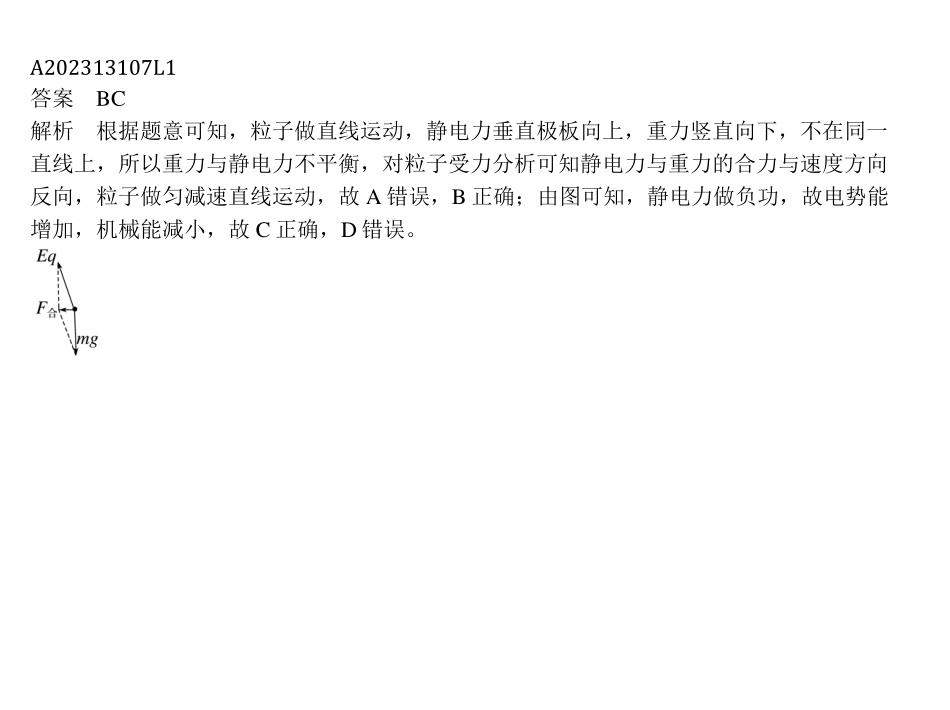 A202313107L1
答案　BC
解析　根据题意可知，粒子做直线运动，静电力垂直极板向上，重力竖直向下，不在同一
直线上，所以重力与静电力不平衡，对粒子受力分析可知静电力与重力的合力与速度方向
反向，粒子做匀减速直线运动，故 A 错误，B 正确；由图可知，静电力做负功，故电势能
增加，机械能减小，故 C 正确，D 错误。
Eq
F合
mg